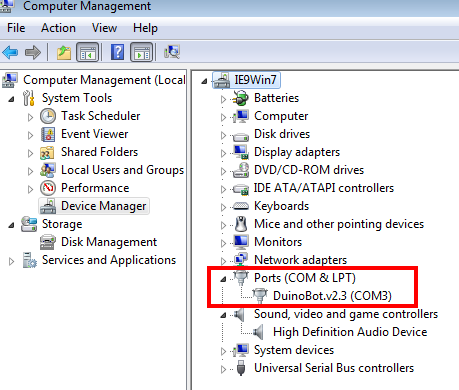 Computer Management
File Action View Help
Computer Management (Local
System Tools
Task Scheduler
Event Viewer
Shared Folders
Local Users and Groups
Performance
Device Manager
Storage
Disk Management
Services and Applications
IE9Win7
Batteries
Computer
Disk drives
Display adapters
DVD/CD-ROM drives
IDE ATA/ATAPI controllers
Keyboards
Mice and other pointing devices
Monitors
Network adapters
Ports (COM & LPT)
DuinoBot.v2.3 (COM3)
Sound, video and game controllers
High Definition Audio Device
System devices
Universal Serial Bus controllers